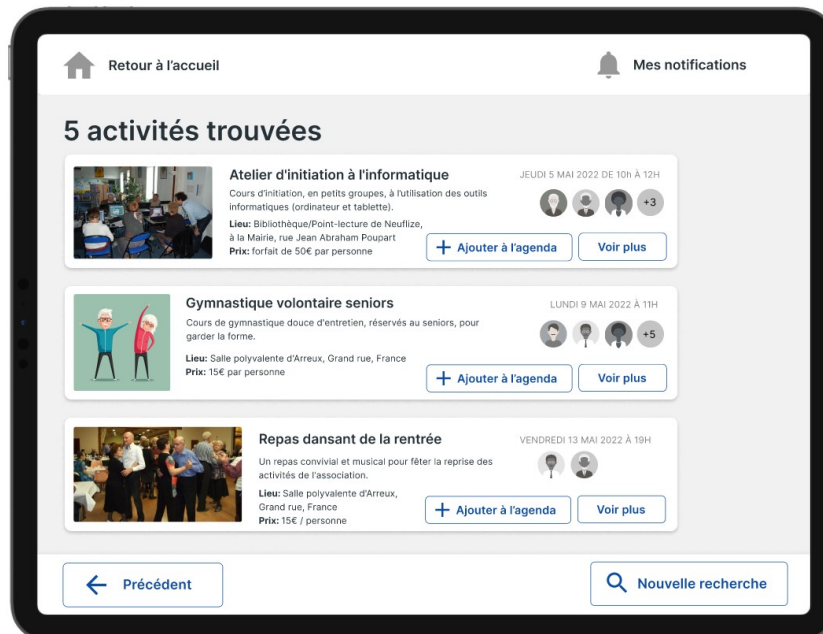 Retour à l'accueil
Mes notifications
5 activités trouvées
Atelier d'initiation à l'informatique
JEUDI 5 MAI 2022 DE 10h À 12H
Cours d'initiation, en petits groupes, à l'utilisation des outils
informatiques (ordinateur et tablette).
+3
Lieu: Bibliothèque/Point-lecture de Neuflize,
à la Mairie, rue Jean Abraham Poupart
Prix: forfait de 50€ par personne
Ajouter à l'agenda
Voir plus
Gymnastique volontaire seniors
LUNDI 9 MAI 2022 À 11H
Cours de gymnastique douce d'entretien, réservés au seniors, pour
garder la forme.
+5
Lieu: Salle polyvalente d'Arreux, Grand rue, France
Prix: 15€ par personne
Ajouter à l'agenda
Voir plus
Repas dansant de la rentrée
VENDREDI 13 MAI 2022 À 19H
Un repas convivial et musical pour fêter la reprise des
activités de l'association.
Lieu: Salle polyvalente d'Arreux,
Grand rue, France
Prix: 15€ / personne
Ajouter à l'agenda
Voir plus
Précédent
Nouvelle recherche